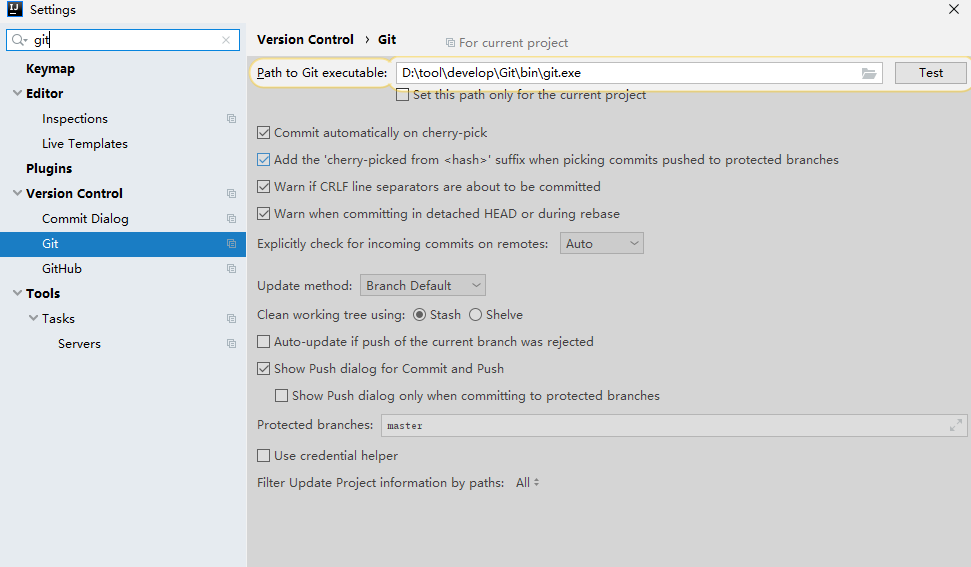 IJ Settings
git
Keymap
Editor
Inspections
Live Templates
Plugins
Version Control
Commit Dialog
Git
GitHub
Tools
Tasks
Servers
Version Control › Git For current project
Path to Git executable: D:\tool\develop\Git\bin\git.exe Test
Set this path only for the current project
Commit automatically on cherry-pick
Add the 'cherry-picked from <hash>' suffix when picking commits pushed to protected branches
Warn if CRLF line separators are about to be committed
Warn when committing in detached HEAD or during rebase
Explicitly check for incoming commits on remotes: Auto
Update method: Branch Default
Clean working tree using: Stash Shelve
Auto-update if push of the current branch was rejected
Show Push dialog for Commit and Push
Show Push dialog only when committing to protected branches
Protected branches: master
Use credential helper
Filter Update Project information by paths: All